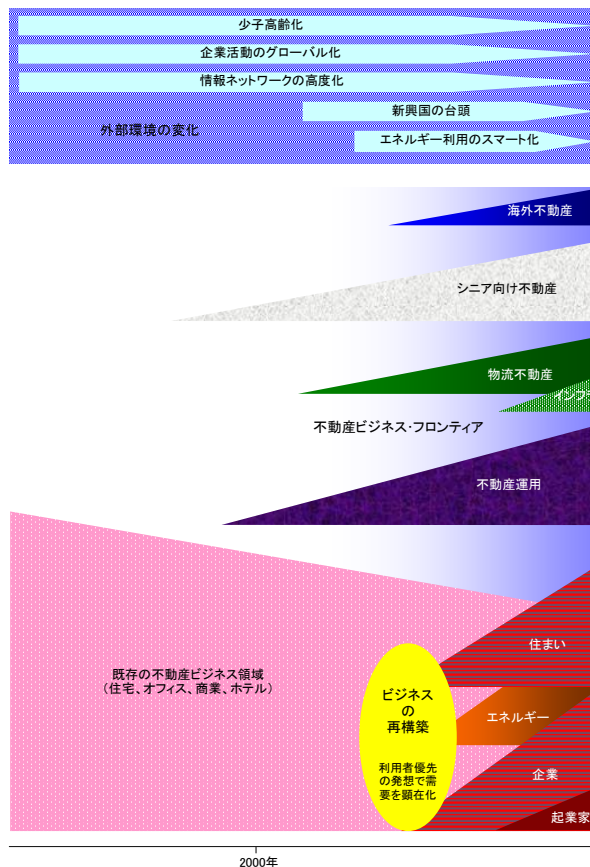 少子高齢化
企業活動のグローバル化
情報ネットワークの高度化
新興国の台頭
外部環境の変化
エネルギー利用のスマート化
海外不動産
シニア向け不動産
物流不動産
インフラ
不動産ビジネス・フロンティア
不動産運用
住まい
既存の不動産ビジネス領域
（住宅、オフィス、商業、ホテル）
ビジネス
の
再構築
エネルギー
利用者優先
の発想で需
要を顕在化
企業
起業家
2000年